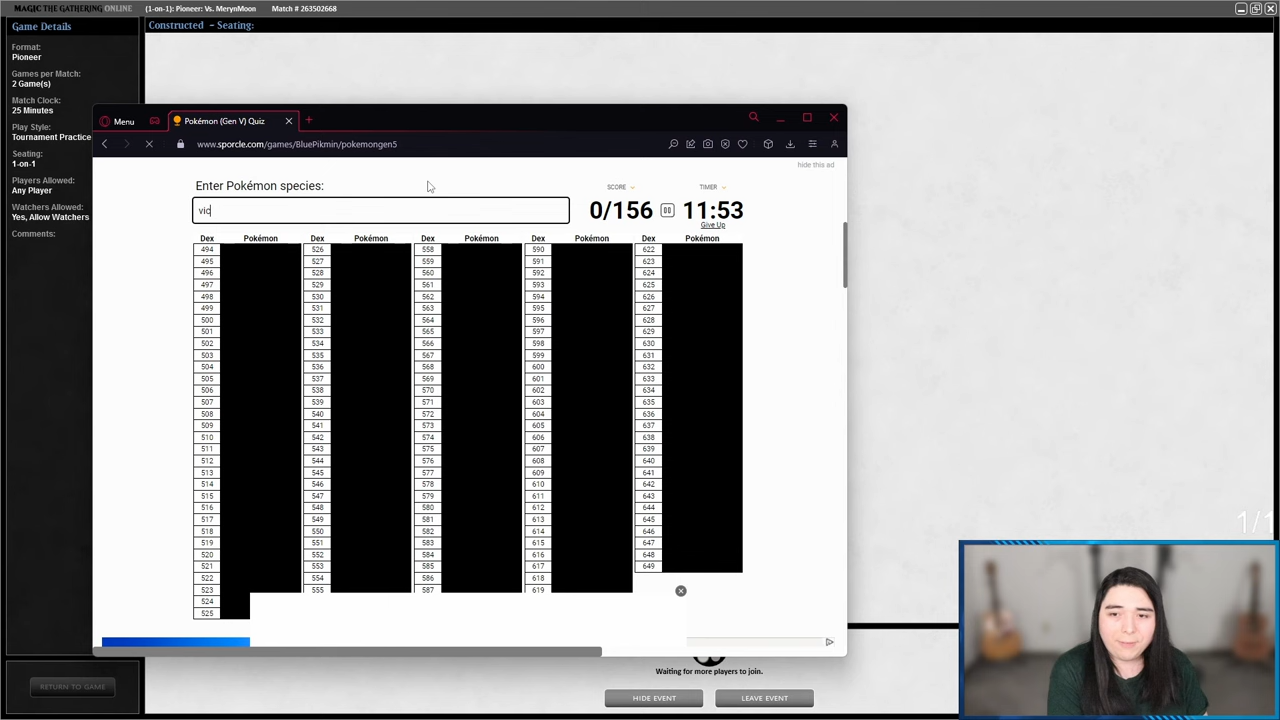 MAGIC THE GATHERING ONLINE (1-on-1): Pioneer: Vs. MerynMoon Match # 263502668
Game Details
Format:
Pioneer
Games per Match:
2 Game(s)
Match Clock:
25 Minutes
Play Style:
Tournament Practice
Seating:
1-on-1
Players Allowed:
Any Player
Watchers Allowed:
Yes, Allow Watchers
Comments:
RETURN TO GAME
Constructed - Seating:
Menu Pokémon (Gen V) Quiz
www.sporcle.com/games/BluePikmin/pokemongen5
hide this ad
Enter Pokémon species: SCORE TIMER
vic 0/156 11:53
Give Up
Dex Pokémon Dex Pokémon Dex Pokémon Dex Pokémon Dex Pokémon
494 526 558 590 622
495 527 559 591 623
496 528 560 592 624
497 529 561 593 625
498 530 562 594 626
499 531 563 595 627
500 532 564 596 628
501 533 565 597 629
502 534 566 598 630
503 535 567 599 631
504 536 568 600 632
505 537 569 601 633
506 538 570 602 634
507 539 571 603 635
508 540 572 604 636
509 541 573 605 637
510 542 574 606 638
511 543 575 607 639
512 544 576 608 640
513 545 577 609 641
514 546 578 610 642
515 547 579 611 643
516 548 580 612 644
517 549 581 613 645
518 550 582 614 646
519 551 583 615 647
520 552 584 616 648
521 553 585 617 649
522 554 586 618
523 555 587 619
524
525
1/1
Waiting for more players to join.
HIDE EVENT LEAVE EVENT